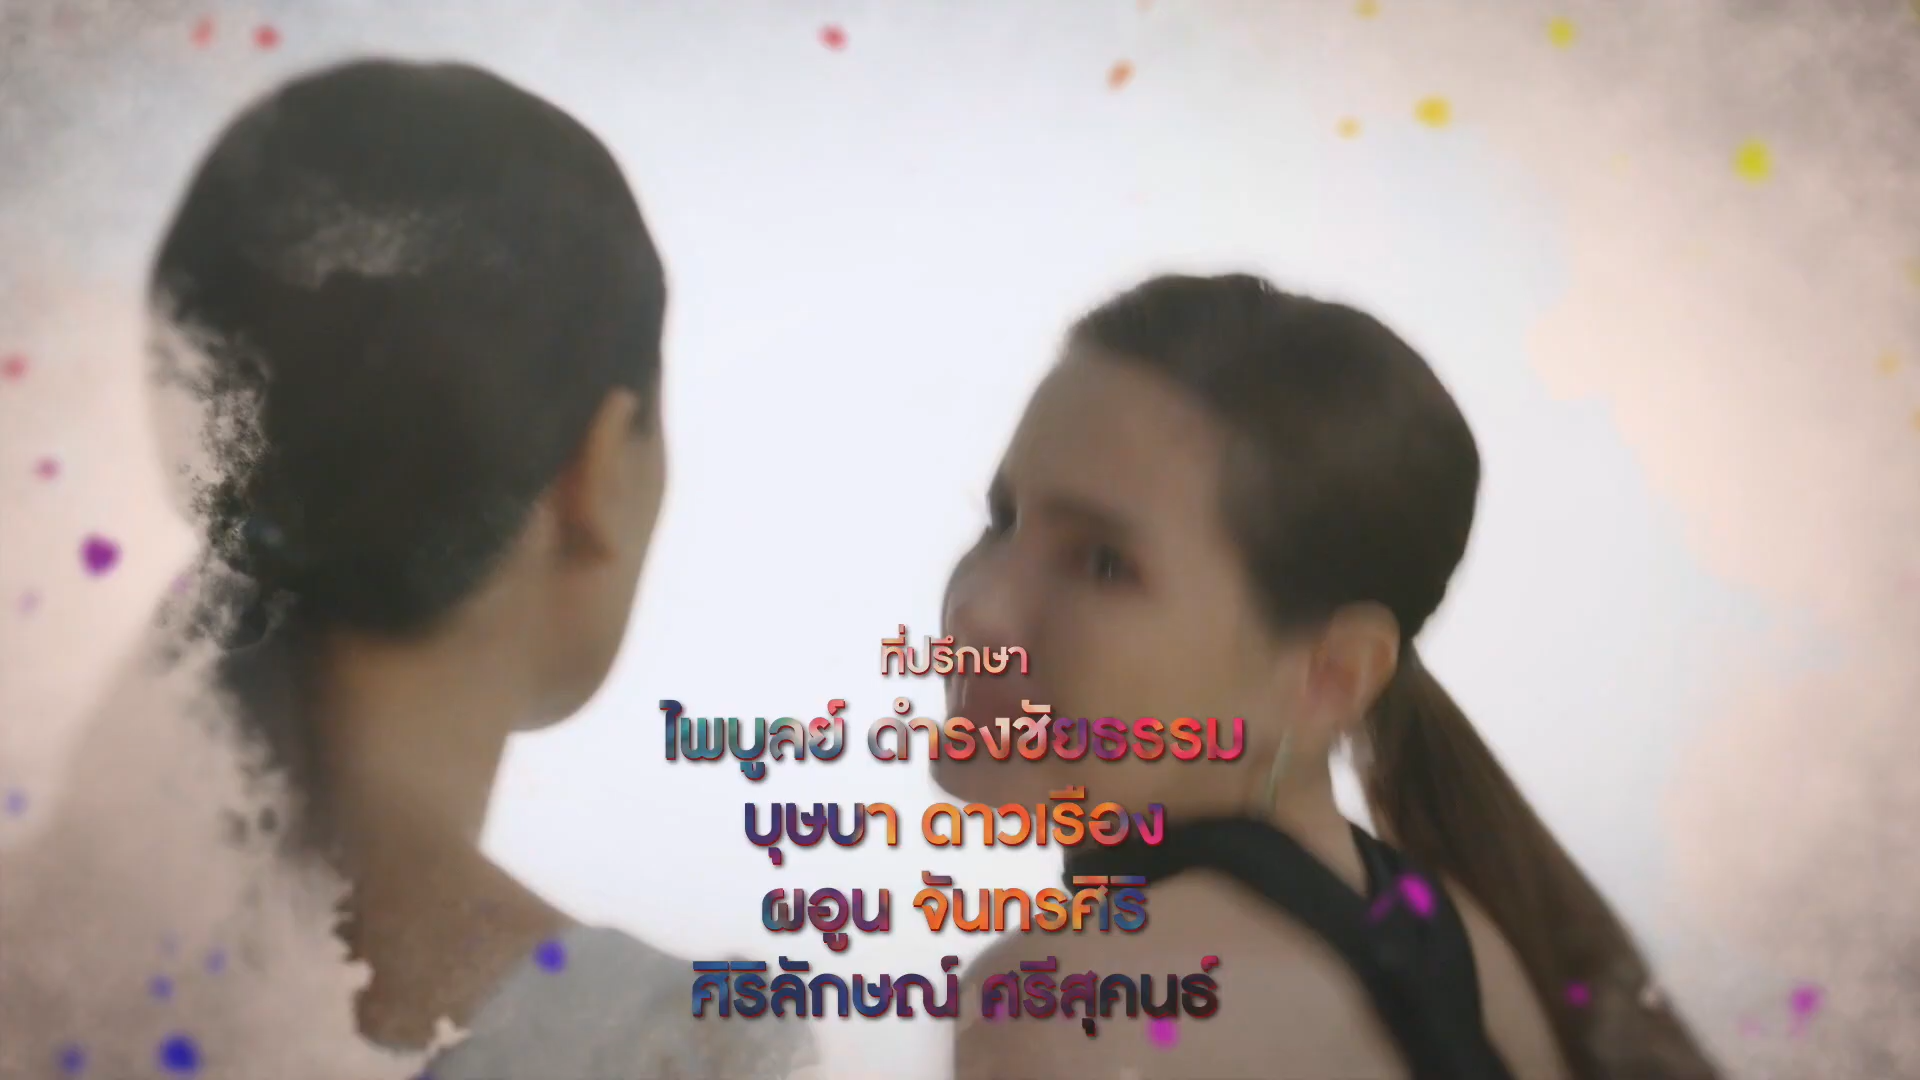 ที่ปรึกษา
ไพบูลย์ ดำรงชัยธรรม
บุษบา ดาวเรือง
ผอูน จันทรศิริ
ศิริลักษณ์ ศรีสุคนธ์